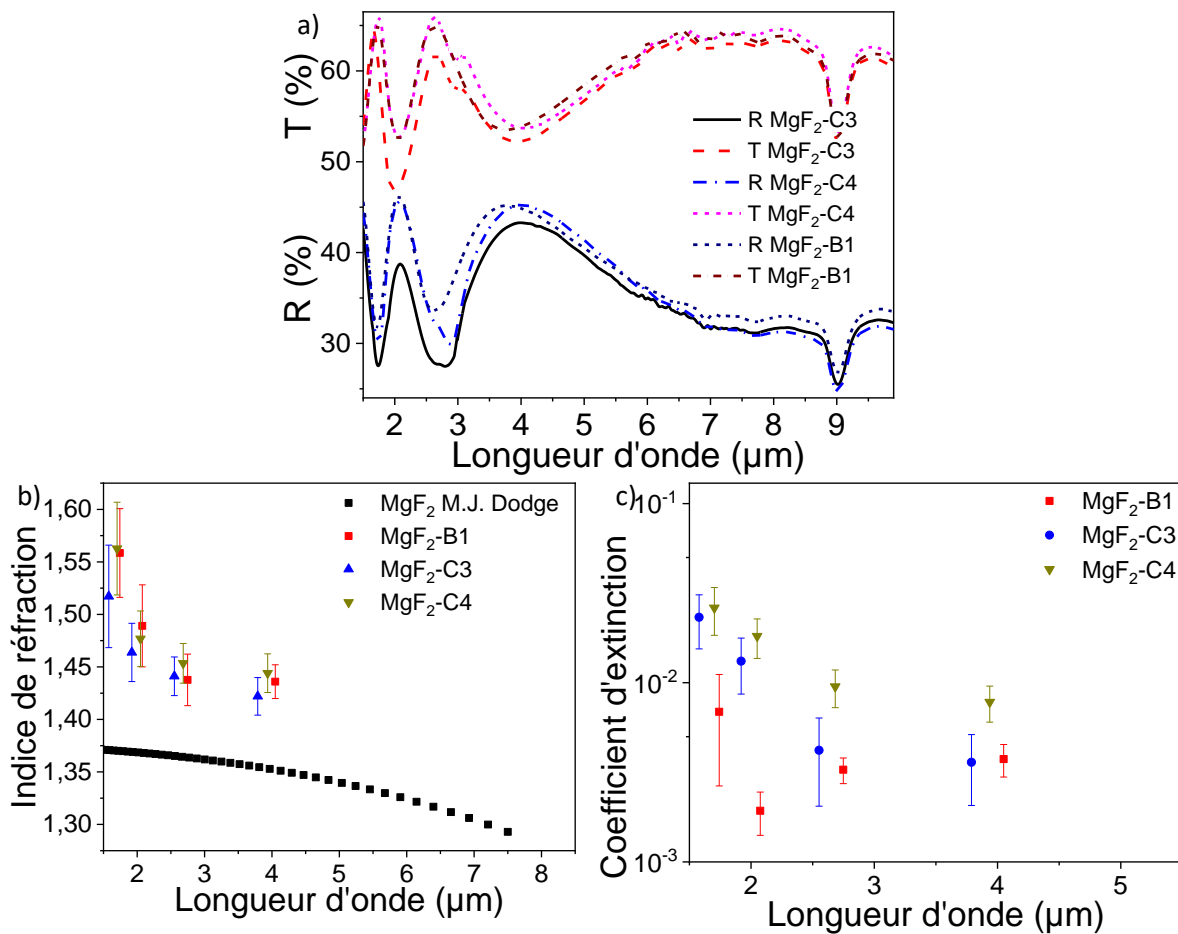 a)
T (%)
R (%)
60
50
40
30
R MgF₂-C3
T MgF₂-C3
R MgF₂-C4
T MgF₂-C4
R MgF₂-B1
T MgF₂-B1
2 3 4 5 6 7 8 9
Longueur d'onde (µm)
b)
Indice de réfraction
1,60
1,55
1,50
1,45
1,40
1,35
1,30
MgF₂ M.J. Dodge
MgF₂-B1
MgF₂-C3
MgF₂-C4
2 3 4 5 6 7 8
Longueur d'onde (µm)
c)
Coefficient d'extinction
10⁻¹
10⁻²
10⁻³
MgF₂-B1
MgF₂-C3
MgF₂-C4
2 3 4 5
Longueur d'onde (µm)